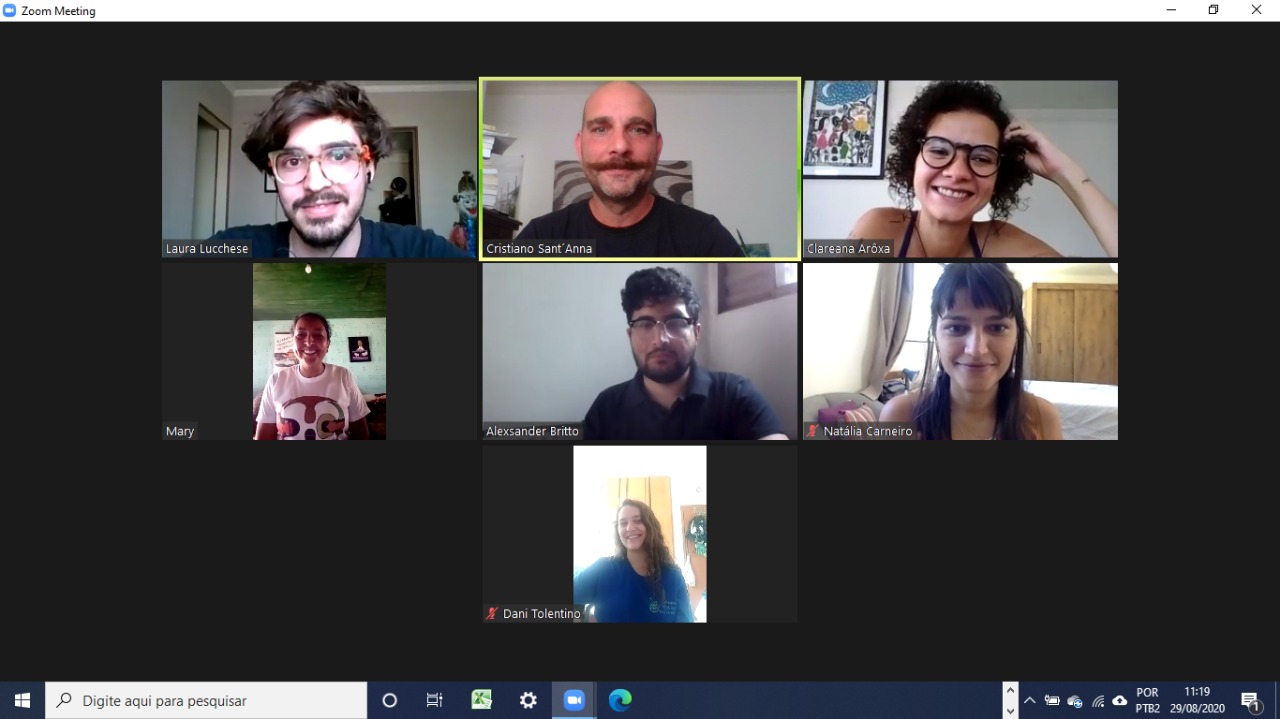 Zoom Meeting
Laura Lucchese
Cristiano Sant´Anna
Clareana Arôxa
Mary
Alexsander Britto
Natália Carneiro
Dani Tolentino
Digite aqui para pesquisar
POR
PTB2
11:19
29/08/2020
1